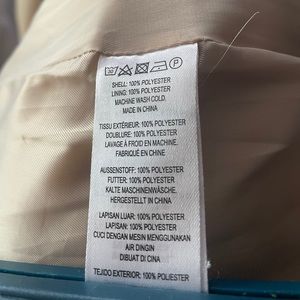 SHELL: 100% POLYESTER
LINING: 100% POLYESTER
MACHINE WASH COLD.
MADE IN CHINA
TISSU EXTÉRIEUR: 100% POLYESTER
DOUBLURE: 100% POLYESTER
LAVAGE À FROID EN MACHINE.
FABRIQUÉ EN CHINE
AUSSENSTOFF: 100% POLYESTER
FUTTER: 100% POLYESTER
KALTE MASCHINENWÄSCHE,
HERGESTELLT IN CHINA
LAPISAN LUAR: 100% POLYESTER
LAPISAN: 100% POLYESTER
CUCI DENGAN MESIN MENGGUNAKAN
AIR DINGIN
DIBUAT DI CINA
TEJIDO EXTERIOR: 100% POLIESTER